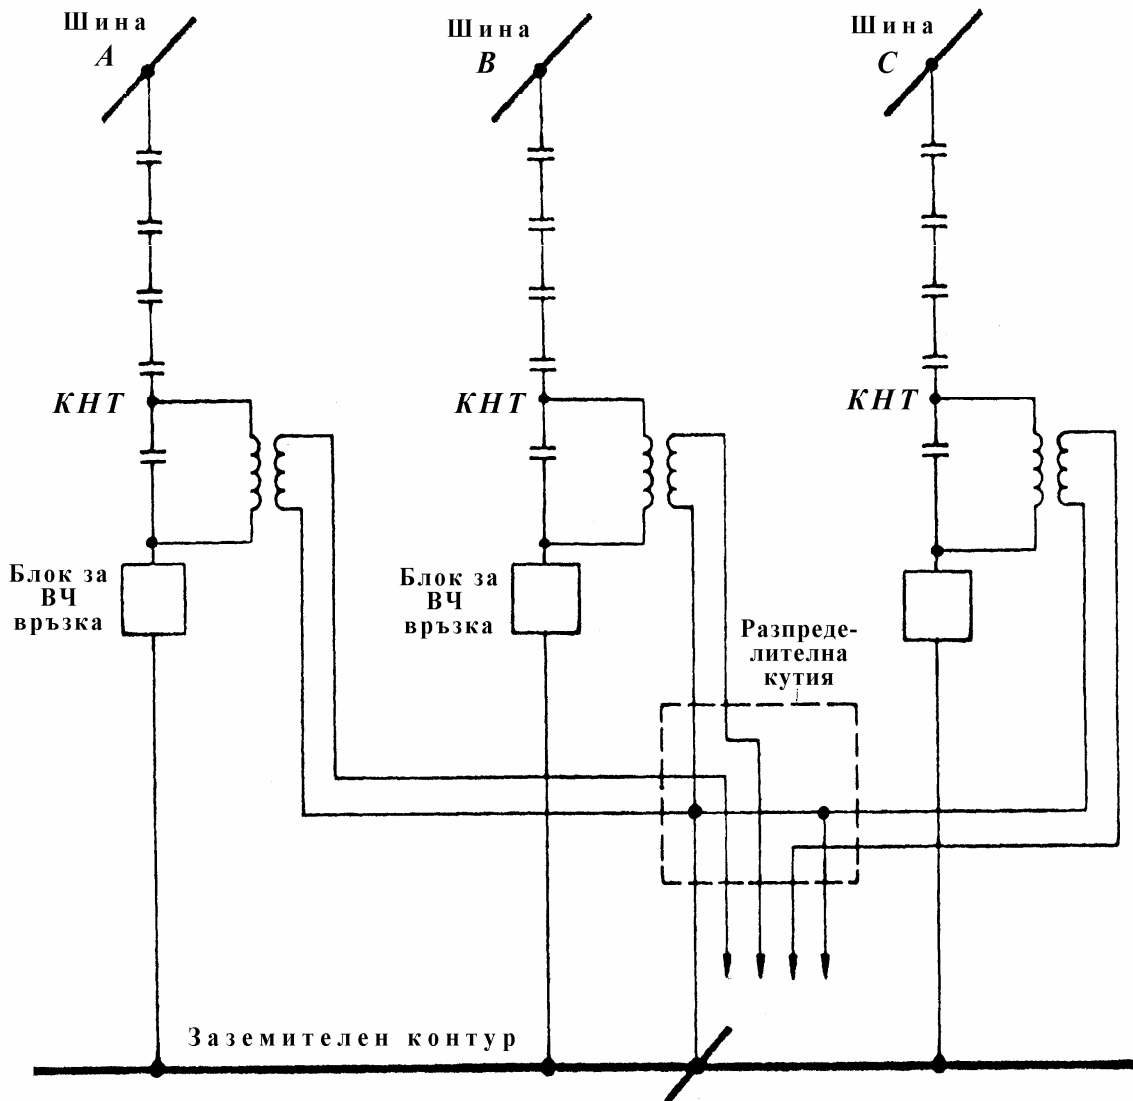 Шина
A
Шина
B
Шина
C
КНТ
КНТ
КНТ
Блок за
ВЧ
връзка
Блок за
ВЧ
връзка
Разпреде-
лителна
кутия
Заземителен контур